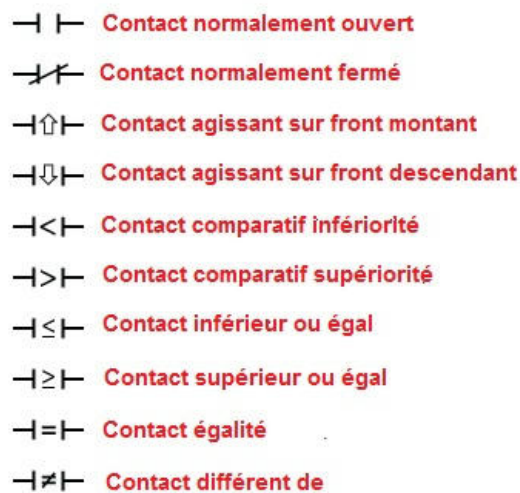 Contact normalement ouvert
Contact normalement fermé
Contact agissant sur front montant
Contact agissant sur front descendant
< Contact comparatif infériorité
> Contact comparatif supériorité
≤ Contact inférieur ou égal
≥ Contact supérieur ou égal
= Contact égalité
≠ Contact différent de